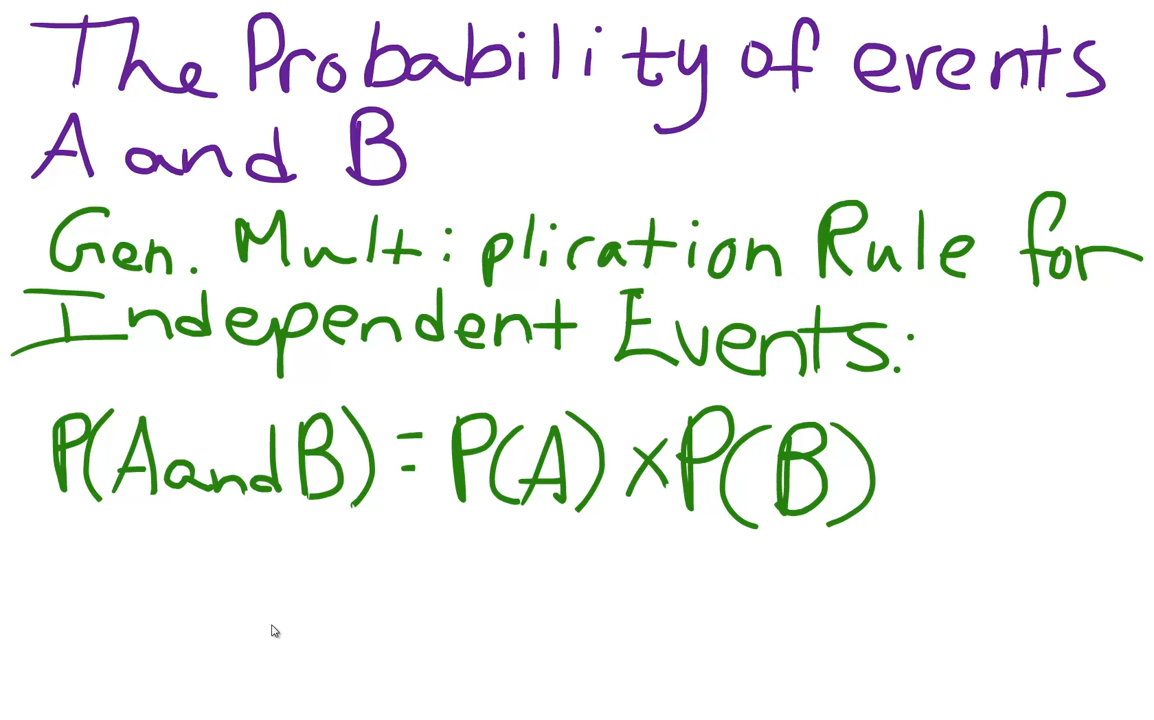 The Probability of events
A and B
Gen. Multiplication Rule for
Independent Events:
P(A and B) = P(A) x P(B)